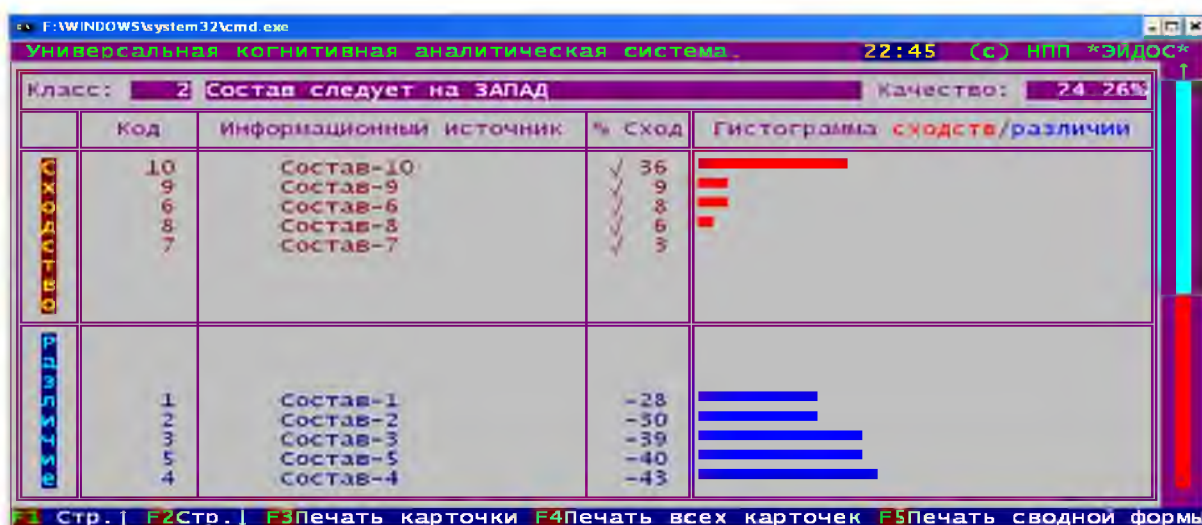 F:\WINDOWS\system32\cmd.exe
Универсальная когнитивная аналитическая система. 22:45 (c) НПП *ЭЙДОС*
Класс: 2 Состав следует на ЗАПАД Качество: 24.26%
Код Информационный источник % Сход Гистограмма сходств/различий
Сходство
10 Состав-10 √ 36
9 Состав-9 √ 9
6 Состав-6 √ 8
8 Состав-8 √ 6
7 Состав-7 √ 3
Различие
1 Состав-1 -28
2 Состав-2 -30
3 Состав-3 -39
5 Состав-5 -40
4 Состав-4 -43
F1 Стр.↑ F2Стр.↓ F3Печать карточки F4Печать всех карточек F5Печать сводной формы